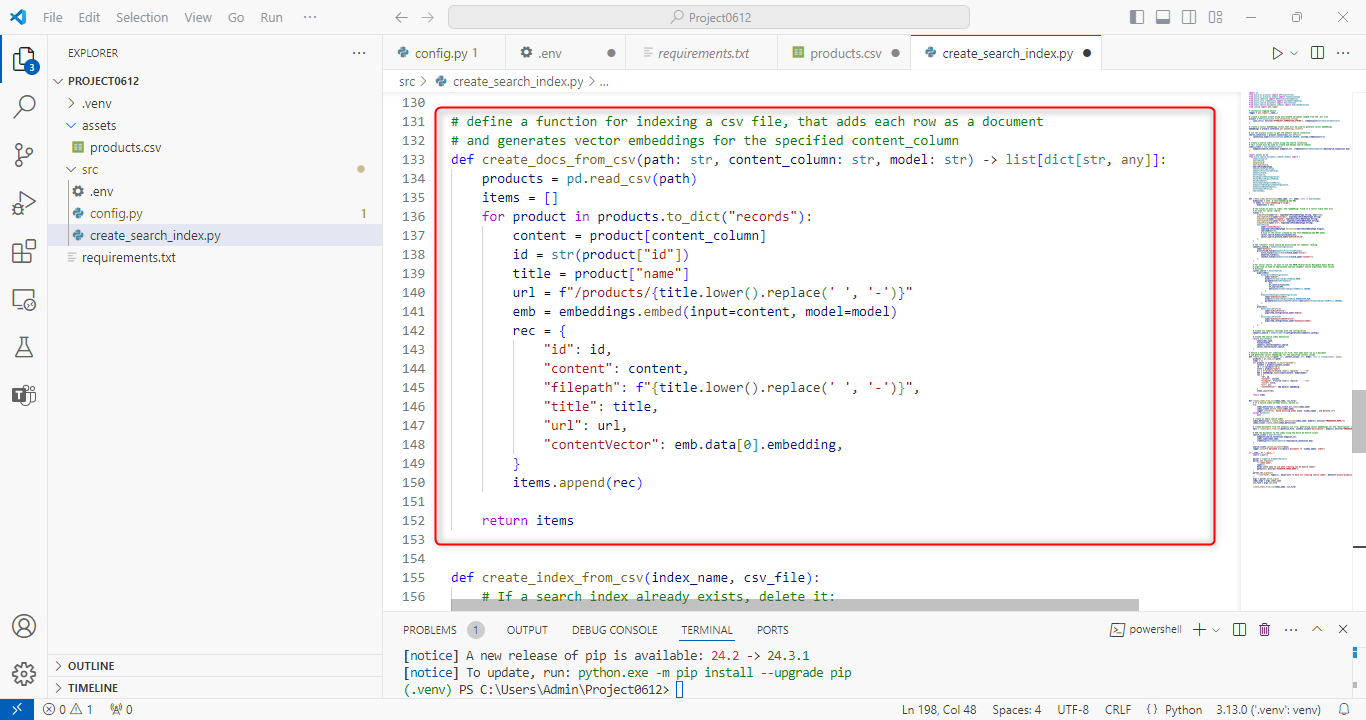 File Edit Selection View Go Run ···
Project0612
EXPLORER ···
PROJECT0612
.venv
assets
products.csv
src
.env
config.py 1
create_search_index.py
requirements.txt
OUTLINE
TIMELINE
3
config.py 1
.env
requirements.txt
products.csv
create_search_index.py
src > create_search_index.py > ...
130
131 # define a function for indexing a csv file, that adds each row as a document
132 # and generates vector embeddings for the specified content_column
133 def create_docs_from_csv(path: str, content_column: str, model: str) -> list[dict[str, any]]:
134 products = pd.read_csv(path)
135 items = []
136 for product in products.to_dict("records"):
137 content = product[content_column]
138 id = str(product["id"])
139 title = product["name"]
140 url = f"/products/{title.lower().replace(' ', '-')}"
141 emb = embeddings.embed(input=content, model=model)
142 rec = {
143 "id": id,
144 "content": content,
145 "filepath": f"{title.lower().replace(' ', '-')}",
146 "title": title,
147 "url": url,
148 "contentVector": emb.data[0].embedding,
149 }
150 items.append(rec)
151
152 return items
153
154
155 def create_index_from_csv(index_name, csv_file):
156 # If a search index already exists, delete it:
PROBLEMS 1 OUTPUT DEBUG CONSOLE TERMINAL PORTS
powershell
[notice] A new release of pip is available: 24.2 -> 24.3.1
[notice] To update, run: python.exe -m pip install --upgrade pip
(.venv) PS C:\Users\Admin\Project0612>
0 1 0
Ln 198, Col 48 Spaces: 4 UTF-8 CRLF {} Python 3.13.0 ('.venv': venv)